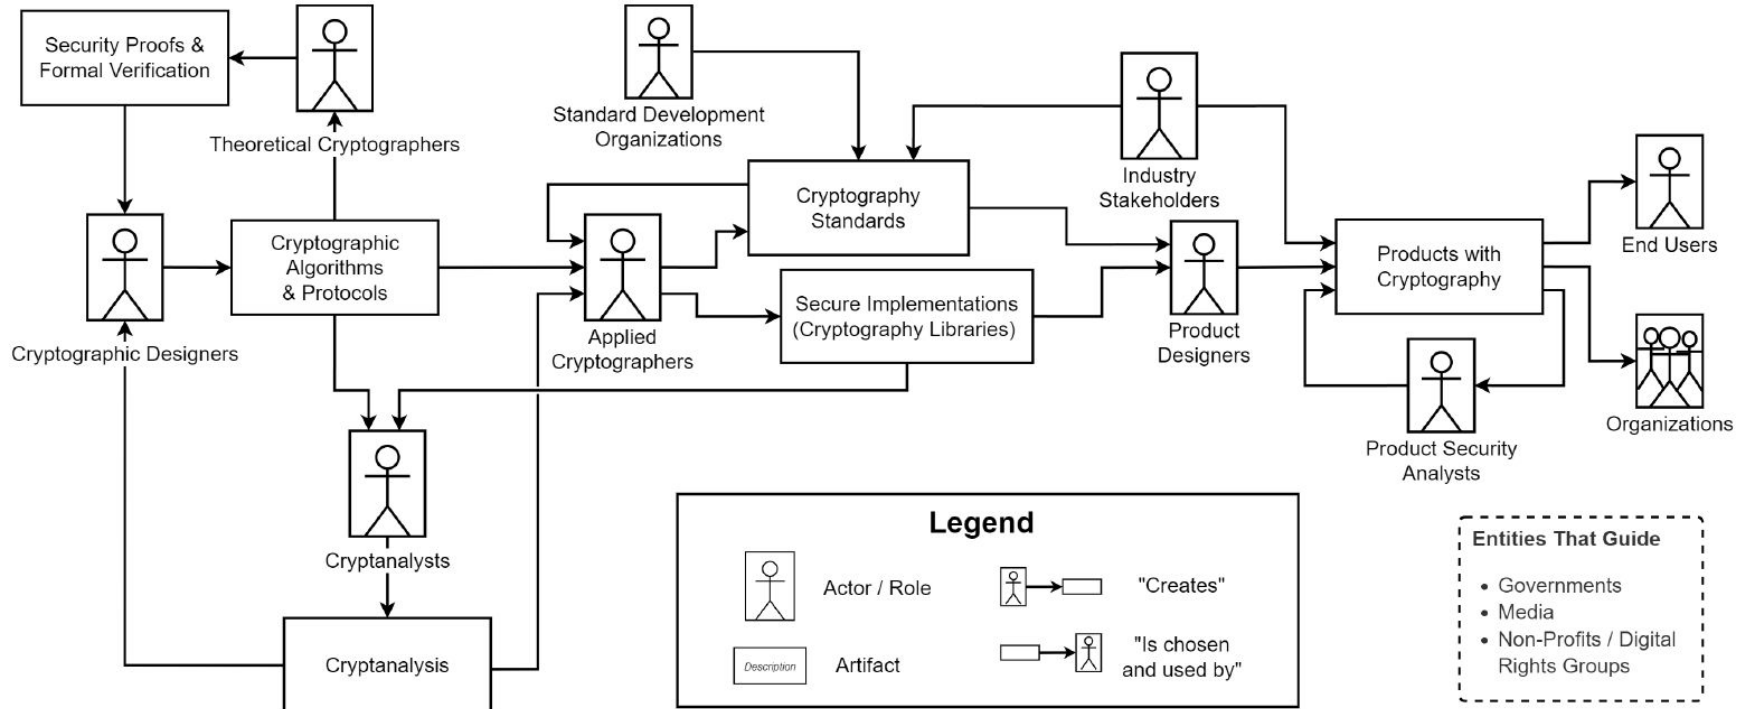 Security Proofs &
Formal Verification
Theoretical Cryptographers
Standard Development
Organizations
Industry
Stakeholders
Cryptography
Standards
End Users
Cryptographic
Algorithms
& Protocols
Products with
Cryptography
Secure Implementations
(Cryptography Libraries)
Cryptographic Designers
Applied
Cryptographers
Product
Designers
Organizations
Product Security
Analysts
Cryptanalysts
Cryptanalysis
Legend
Actor / Role
"Creates"
Description
Artifact
"Is chosen
and used by"
Entities That Guide
• Governments
• Media
• Non-Profits / Digital
Rights Groups